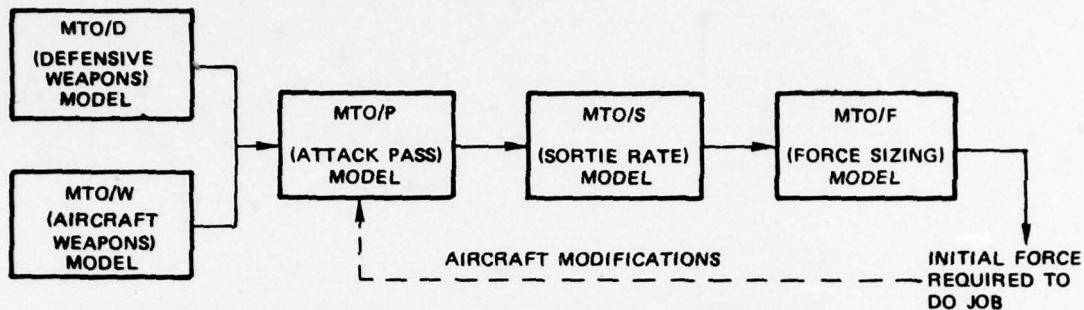 MTO/D
(DEFENSIVE
WEAPONS)
MODEL
MTO/W
(AIRCRAFT
WEAPONS)
MODEL
MTO/P
(ATTACK PASS)
MODEL
MTO/S
(SORTIE RATE)
MODEL
MTO/F
(FORCE SIZING)
MODEL
AIRCRAFT MODIFICATIONS
INITIAL FORCE
REQUIRED TO
DO JOB